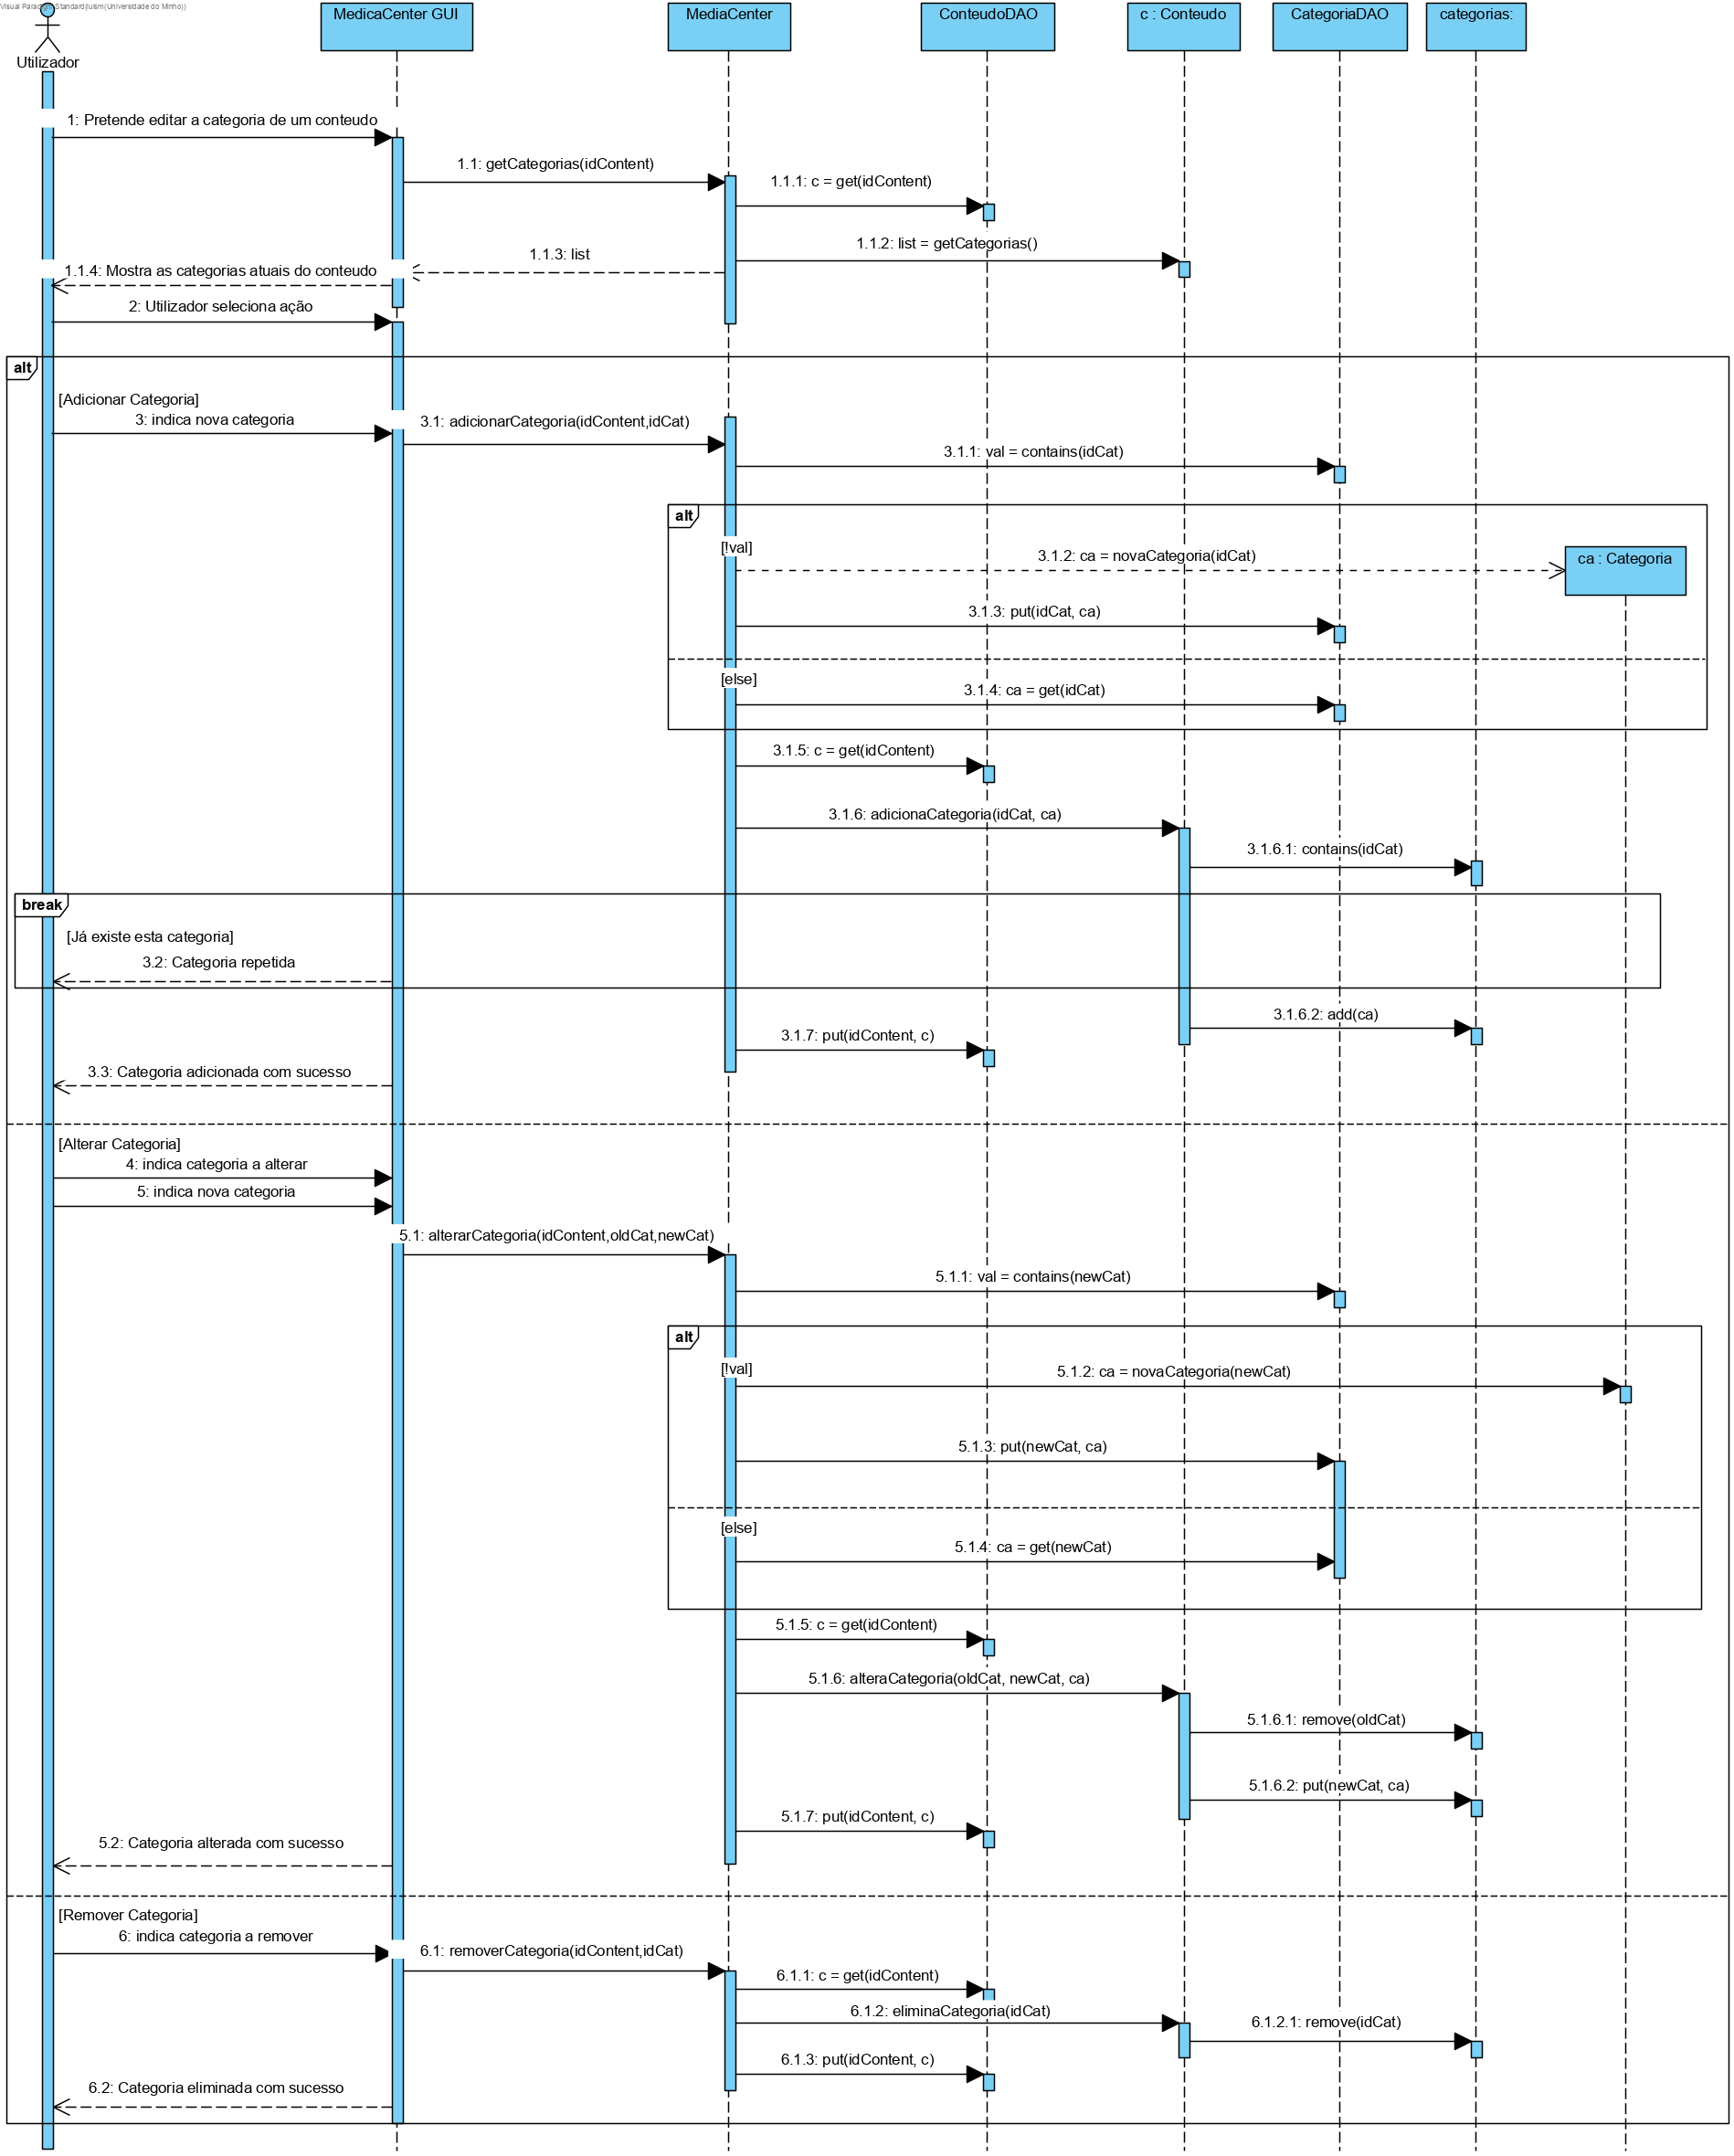 Visual Paradigm Standard(luism(Universidade do Minho))
Utilizador
MedicaCenter GUI
MediaCenter
ConteudoDAO
c : Conteudo
CategoriaDAO
categorias:
1: Pretende editar a categoria de um conteudo
1.1: getCategorias(idContent)
1.1.1: c = get(idContent)
1.1.2: list = getCategorias()
1.1.3: list
1.1.4: Mostra as categorias atuais do conteudo
2: Utilizador seleciona ação
alt
[Adicionar Categoria]
3: indica nova categoria
3.1: adicionarCategoria(idContent,idCat)
3.1.1: val = contains(idCat)
alt
[!val]
3.1.2: ca = novaCategoria(idCat)
ca : Categoria
3.1.3: put(idCat, ca)
[else]
3.1.4: ca = get(idCat)
3.1.5: c = get(idContent)
3.1.6: adicionaCategoria(idCat, ca)
3.1.6.1: contains(idCat)
break
[Já existe esta categoria]
3.2: Categoria repetida
3.1.6.2: add(ca)
3.1.7: put(idContent, c)
3.3: Categoria adicionada com sucesso
[Alterar Categoria]
4: indica categoria a alterar
5: indica nova categoria
5.1: alterarCategoria(idContent,oldCat,newCat)
5.1.1: val = contains(newCat)
alt
[!val]
5.1.2: ca = novaCategoria(newCat)
5.1.3: put(newCat, ca)
[else]
5.1.4: ca = get(newCat)
5.1.5: c = get(idContent)
5.1.6: alteraCategoria(oldCat, newCat, ca)
5.1.6.1: remove(oldCat)
5.1.6.2: put(newCat, ca)
5.1.7: put(idContent, c)
5.2: Categoria alterada com sucesso
[Remover Categoria]
6: indica categoria a remover
6.1: removerCategoria(idContent,idCat)
6.1.1: c = get(idContent)
6.1.2: eliminaCategoria(idCat)
6.1.2.1: remove(idCat)
6.1.3: put(idContent, c)
6.2: Categoria eliminada com sucesso